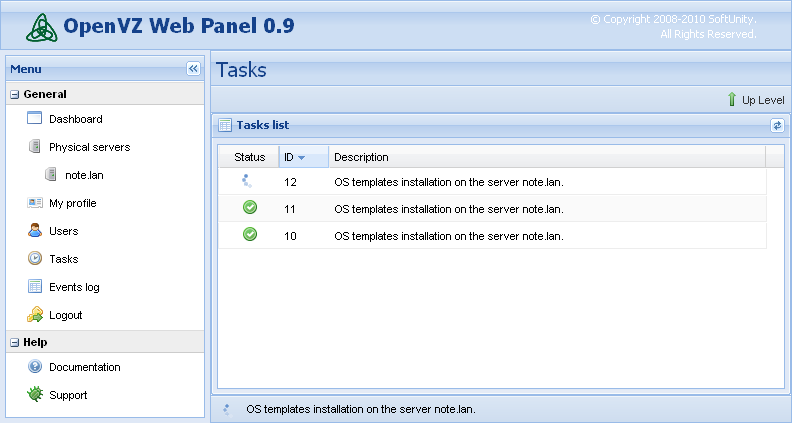 OpenVZ Web Panel 0.9
© Copyright 2008-2010 SoftUnity.
All Rights Reserved.
Menu
General
Dashboard
Physical servers
note.lan
My profile
Users
Tasks
Events log
Logout
Help
Documentation
Support
Tasks
Up Level
Tasks list
Status ID Description
12 OS templates installation on the server note.lan.
11 OS templates installation on the server note.lan.
10 OS templates installation on the server note.lan.
OS templates installation on the server note.lan.